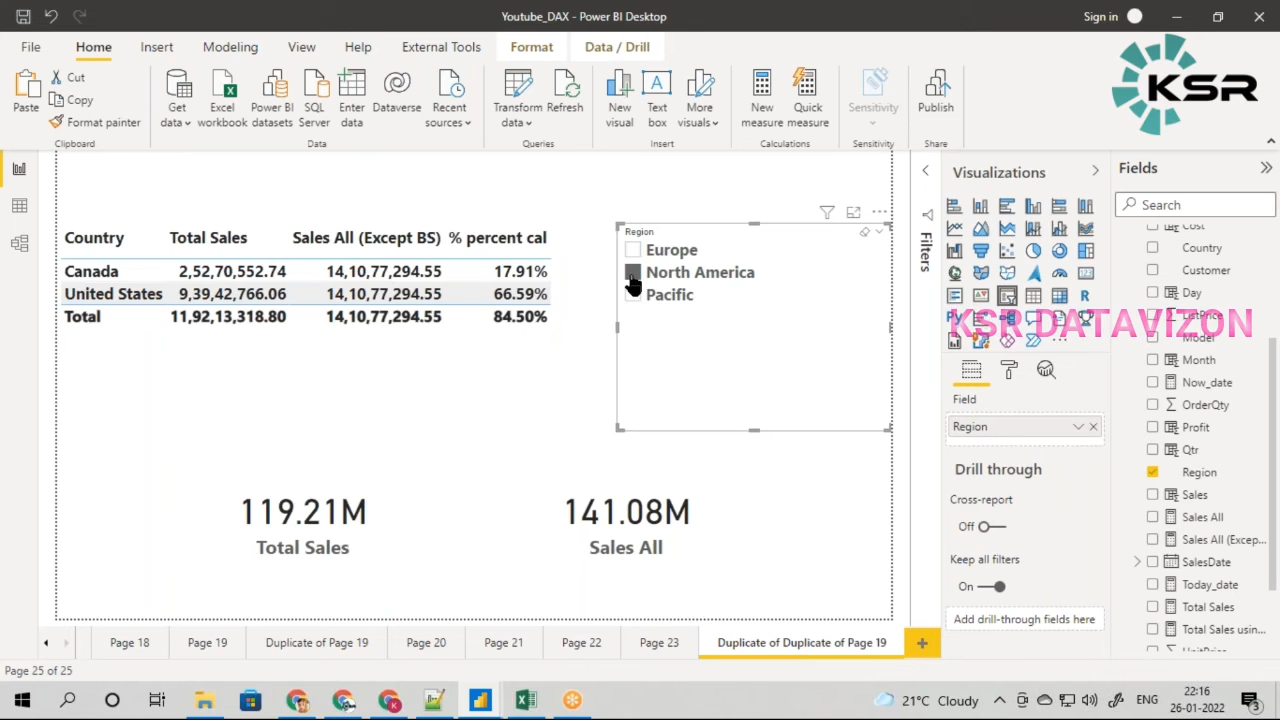 Youtube_DAX - Power BI Desktop
Sign in
File Home Insert Modeling View Help External Tools Format Data / Drill
KSR
Paste
Cut
Copy
Format painter
Get data
Excel workbook
Power BI datasets
SQL Server
Enter data
Dataverse
Recent sources
Transform data
Refresh
New visual
Text box
More visuals
New measure
Quick measure
Sensitivity
Publish
Clipboard Data Queries Insert Calculations Sensitivity Share
Country Total Sales Sales All (Except BS) % percent cal
Canada 2,52,70,552.74 14,10,77,294.55 17.91%
United States 9,39,42,766.06 14,10,77,294.55 66.59%
Total 11,92,13,318.80 14,10,77,294.55 84.50%
Region
Europe
North America
Pacific
119.21M
Total Sales
141.08M
Sales All
Filters
Visualizations
KSR DATAVIZON
Field
Region
Drill through
Cross-report
Off
Keep all filters
On
Add drill-through fields here
Fields
Search
Cost
Country
Customer
Day
ListPrice
Model
Month
Now_date
OrderQty
Profit
Qtr
Region
Sales
Sales All
Sales All (Excep...
SalesDate
Today_date
Total Sales
Total Sales usin...
UnitPrice
Page 18 Page 19 Duplicate of Page 19 Page 20 Page 21 Page 22 Page 23 Duplicate of Duplicate of Page 19
Page 25 of 25
21°C Cloudy
ENG
22:16
26-01-2022
3